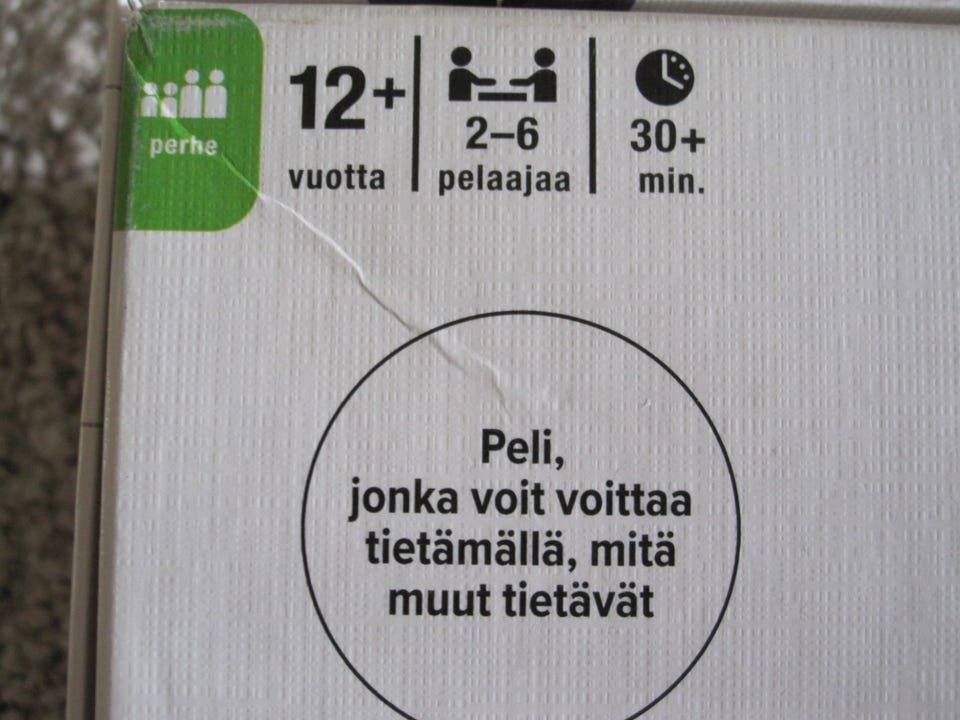 perhe
12+
vuotta
2–6
pelaajaa
30+
min.
Peli,
jonka voit voittaa
tietämällä, mitä
muut tietävät